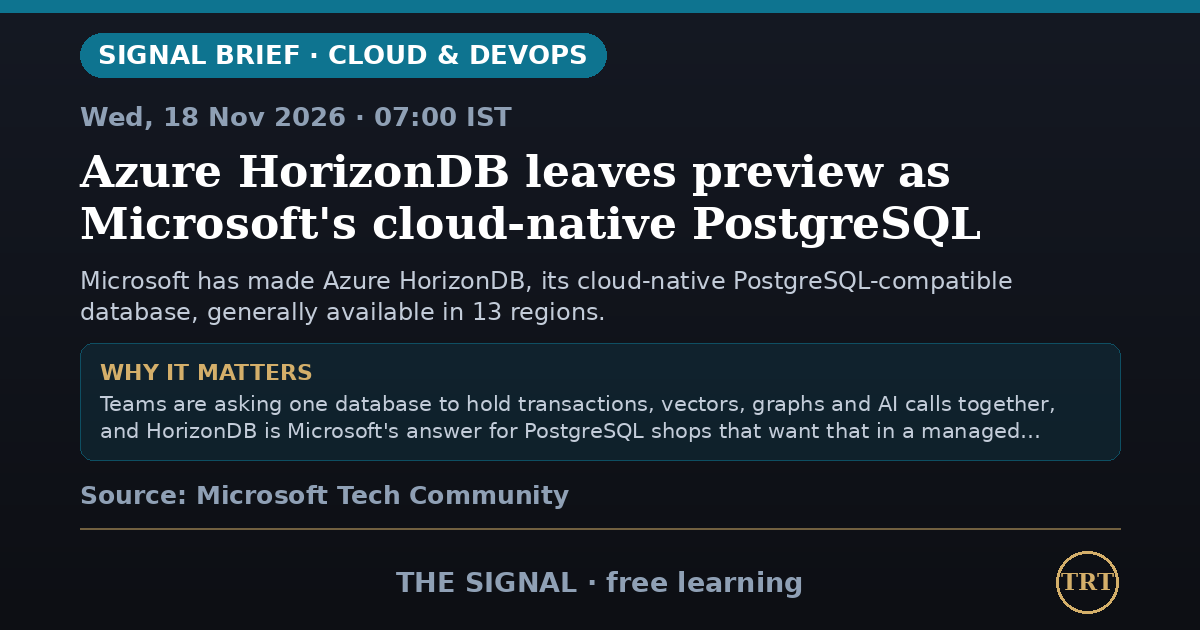 SIGNAL BRIEF · CLOUD & DEVOPS
Wed, 18 Nov 2026 · 07:00 IST
Azure HorizonDB leaves preview as
Microsoft's cloud-native PostgreSQL
Microsoft has made Azure HorizonDB, its cloud-native PostgreSQL-compatible
database, generally available in 13 regions.
WHY IT MATTERS
Teams are asking one database to hold transactions, vectors, graphs and AI calls together,
and HorizonDB is Microsoft's answer for PostgreSQL shops that want that in a managed…
Source: Microsoft Tech Community
THE SIGNAL · free learning
TRT